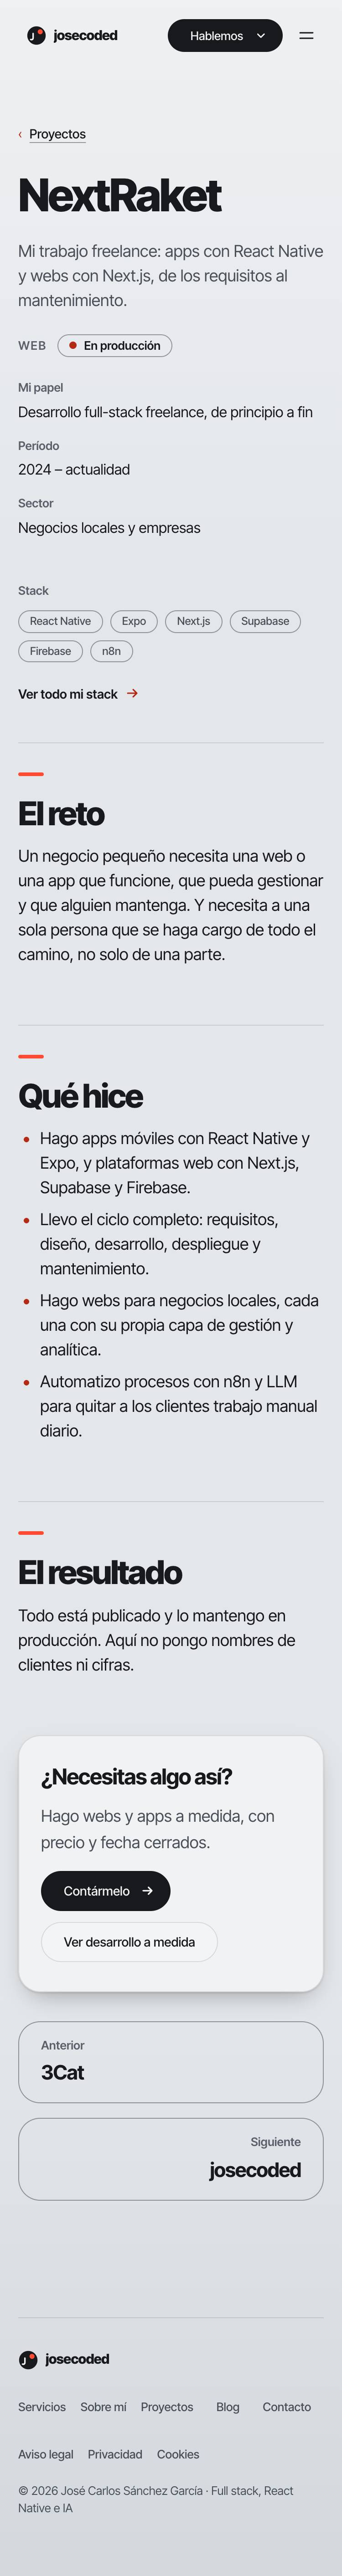 josecoded
Hablemos
‹ Proyectos
NextRaket
Mi trabajo freelance: apps con React Native
y webs con Next.js, de los requisitos al
mantenimiento.
WEB
En producción
Mi papel
Desarrollo full-stack freelance, de principio a fin
Período
2024 – actualidad
Sector
Negocios locales y empresas
Stack
React Native
Expo
Next.js
Supabase
Firebase
n8n
Ver todo mi stack →
El reto
Un negocio pequeño necesita una web o
una app que funcione, que pueda gestionar
y que alguien mantenga. Y necesita a una
sola persona que se haga cargo de todo el
camino, no solo de una parte.
Qué hice
• Hago apps móviles con React Native y
Expo, y plataformas web con Next.js,
Supabase y Firebase.
• Llevo el ciclo completo: requisitos,
diseño, desarrollo, despliegue y
mantenimiento.
• Hago webs para negocios locales, cada
una con su propia capa de gestión y
analítica.
• Automatizo procesos con n8n y LLM
para quitar a los clientes trabajo manual
diario.
El resultado
Todo está publicado y lo mantengo en
producción. Aquí no pongo nombres de
clientes ni cifras.
¿Necesitas algo así?
Hago webs y apps a medida, con
precio y fecha cerrados.
Contármelo →
Ver desarrollo a medida
Anterior
3Cat
Siguiente
josecoded
josecoded
Servicios Sobre mí Proyectos Blog Contacto
Aviso legal Privacidad Cookies
© 2026 José Carlos Sánchez García · Full stack, React
Native e IA